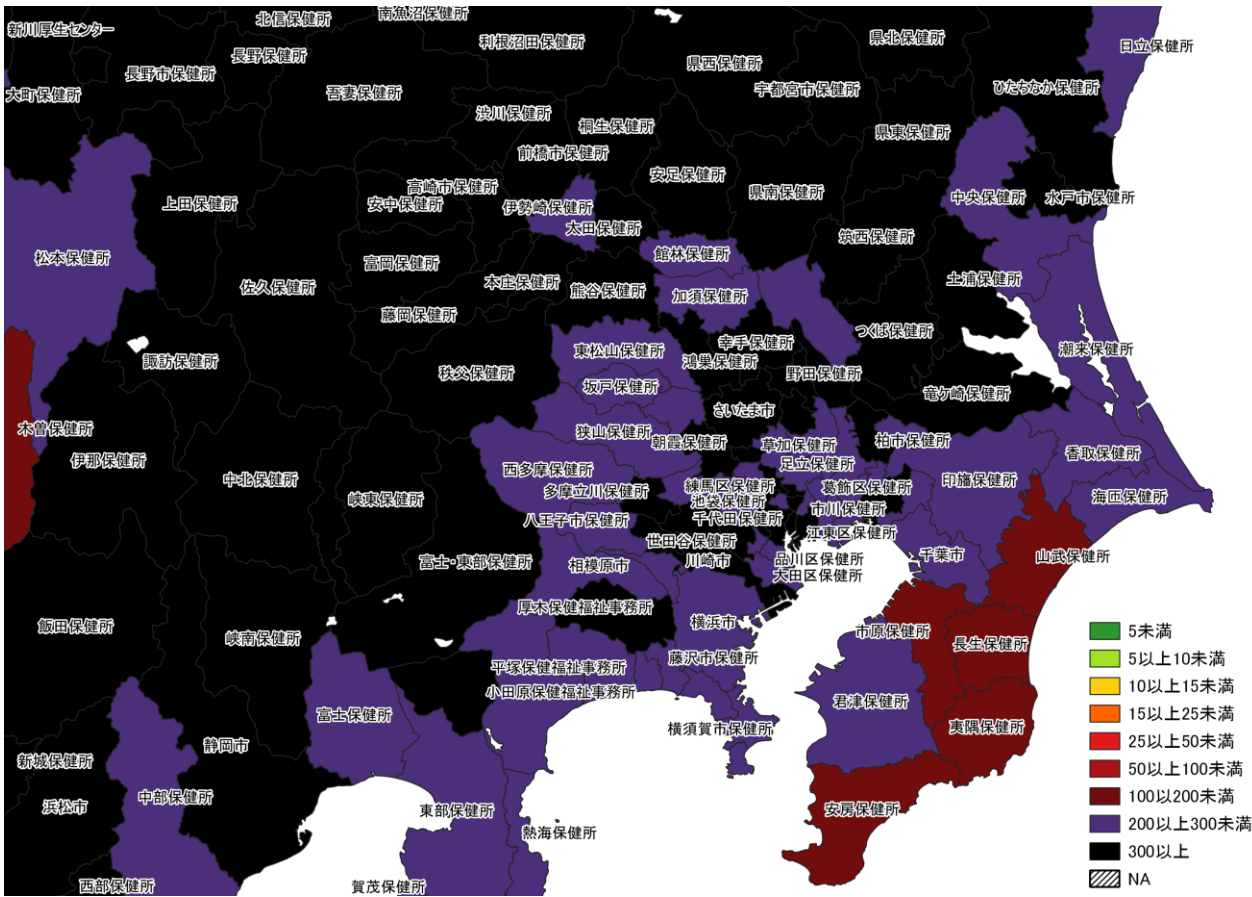 南魚沼保健所
北信保健所
新川厚生センター
利根沼田保健所
県北保健所
日立保健所
長野保健所
長野市保健所
県西保健所
大町保健所
吾妻保健所
宇都宮市保健所
ひたちなか保健所
渋川保健所
桐生保健所
県東保健所
前橋市保健所
安足保健所
高崎市保健所
県南保健所
上田保健所
安中保健所
伊勢崎保健所
中央保健所
水戸市保健所
太田保健所
筑西保健所
松本保健所
館林保健所
富岡保健所
佐久保健所
本庄保健所
熊谷保健所
加須保健所
土浦保健所
藤岡保健所
つくば保健所
幸手保健所
潮来保健所
東松山保健所
鴻巣保健所
諏訪保健所
秩父保健所
野田保健所
坂戸保健所
竜ケ崎保健所
さいたま市
木曽保健所
狭山保健所
朝霞保健所
草加保健所
柏市保健所
伊那保健所
香取保健所
西多摩保健所
足立保健所
中北保健所
印旛保健所
多摩立川保健所
練馬区保健所
葛飾区保健所
海匝保健所
峡東保健所
池袋保健所
市川保健所
八王子市保健所
千代田保健所
江東区保健所
世田谷保健所
千葉市
山武保健所
富士・東部保健所
相模原市
川崎市
品川区保健所
大田区保健所
厚木保健福祉事務所
飯田保健所
峡南保健所
横浜市
市原保健所
長生保健所
平塚保健福祉事務所
藤沢市保健所
小田原保健福祉事務所
君津保健所
富士保健所
横須賀市保健所
夷隅保健所
静岡市
新城保健所
中部保健所
浜松市
東部保健所
安房保健所
熱海保健所
西部保健所
賀茂保健所
5未満
5以上10未満
10以上15未満
15以上25未満
25以上50未満
50以上100未満
100以200未満
200以上300未満
300以上
NA